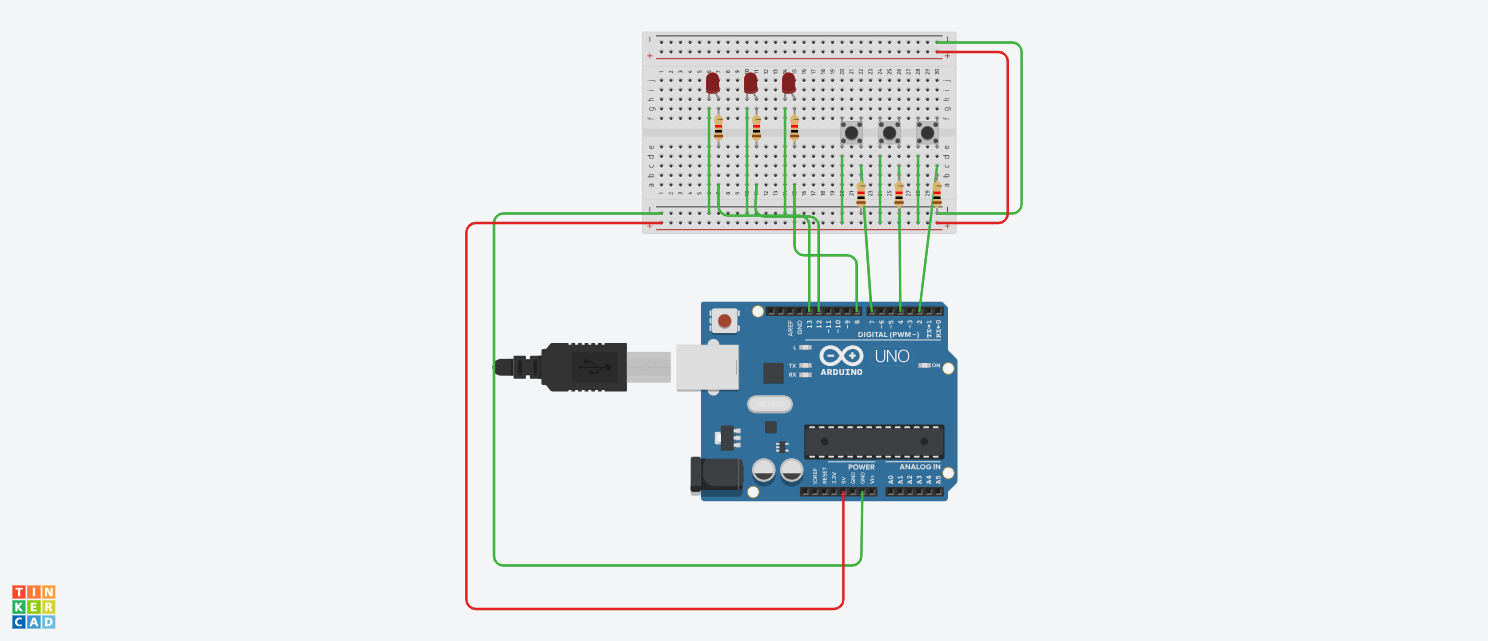 j
i
h
g
f
e
d
c
b
a
AREF
GND
13
12
~11
~10
~9
8
7
~6
~5
4
~3
2
TX→1
RX←0
DIGITAL (PWM~)
L
TX
RX
ARDUINO
UNO
ON
POWER
ANALOG IN
IOREF
RESET
3.3V
5V
GND
GND
Vin
A0
A1
A2
A3
A4
A5
TIN
KER
CAD